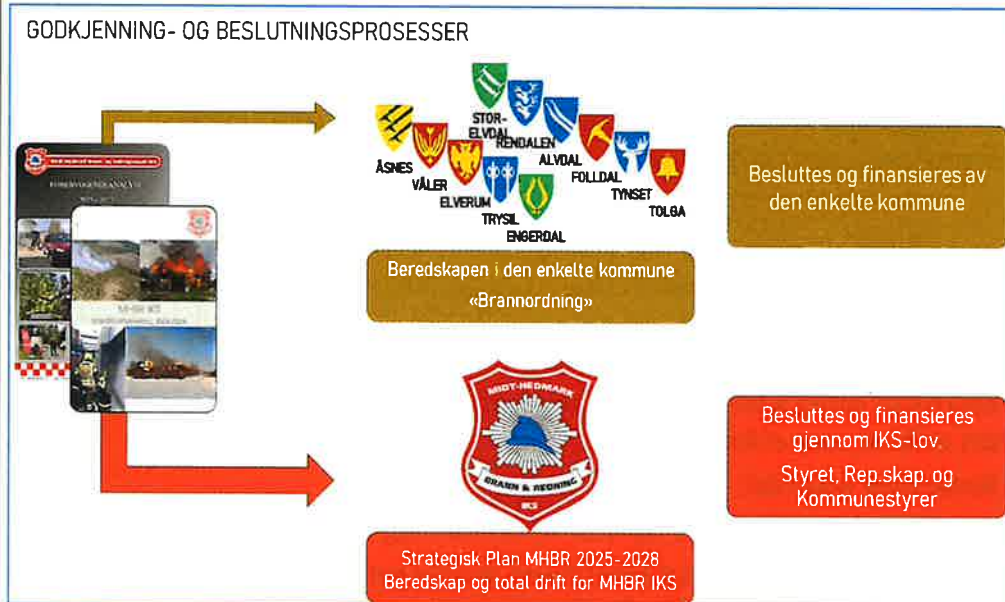 GODKJENNING- OG BESLUTNINGSPROSESSER
STOR-
ELVDAL
RENDALEN
ÅSNES
ALVDAL
VÅLER
FOLLDAL
ELVERUM
TYNSET
TRYSIL
TOLGA
ENGERDAL
Besluttes og finansieres av
den enkelte kommune
MHBR IKS
Beredskapen i den enkelte kommune
«Brannordning»
MIDT-HEDMARK
BRANN & REDNING
IKS
Besluttes og finansieres
gjennom IKS-lov.
Styret, Rep.skap. og
Kommunestyrer
Strategisk Plan MHBR 2025-2028
Beredskap og total drift for MHBR IKS